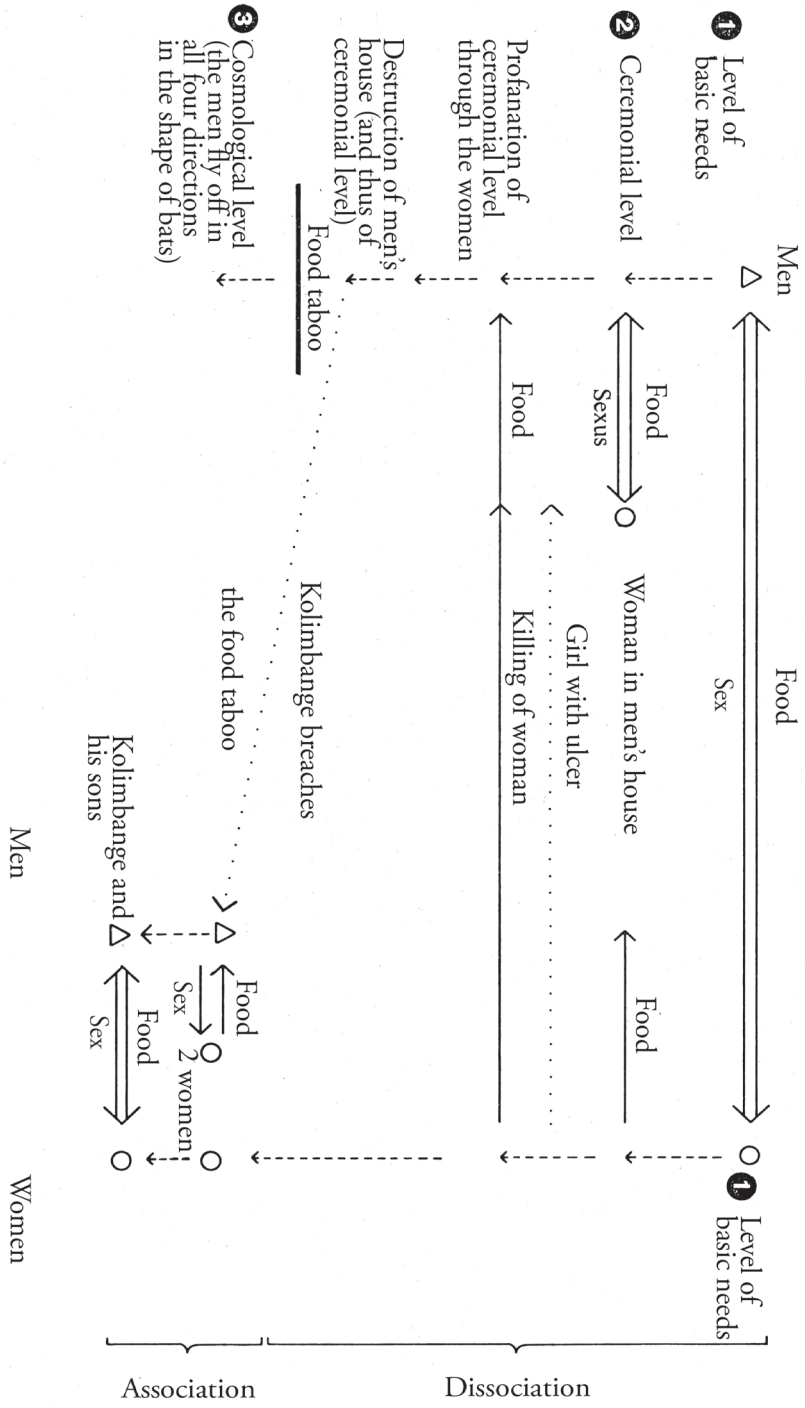 Men
❶ Level of
basic needs
Food
Sex
❶ Level of
basic needs
❷ Ceremonial level
Food
Sexus
Woman in men's house
Food
Girl with ulcer
Profanation of
ceremonial level
through the women
Food
Killing of woman
Destruction of men's
house (and thus of
ceremonial level)
Food taboo
Kolimbange breaches
the food taboo
❸ Cosmological level
(the men fly off in
all four directions
in the shape of bats)
Food
Sex
2 women
Kolimbange and
his sons
Food
Sex
Men
Women
Dissociation
Association